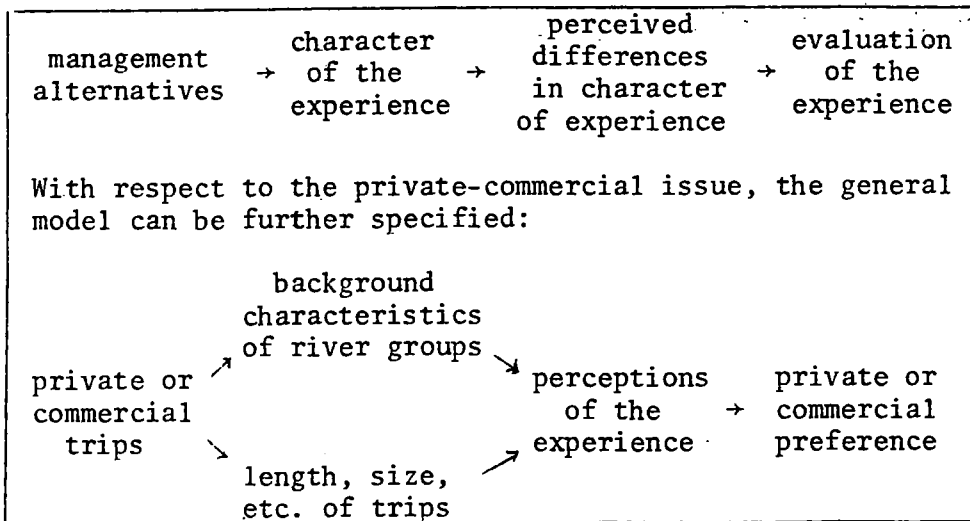 management alternatives → character of the experience → perceived differences in character of experience → evaluation of the experience
With respect to the private-commercial issue, the general
model can be further specified:
background
characteristics
of river groups
private or
commercial
trips
length, size,
etc. of trips
perceptions
of the
experience
→
private or
commercial
preference